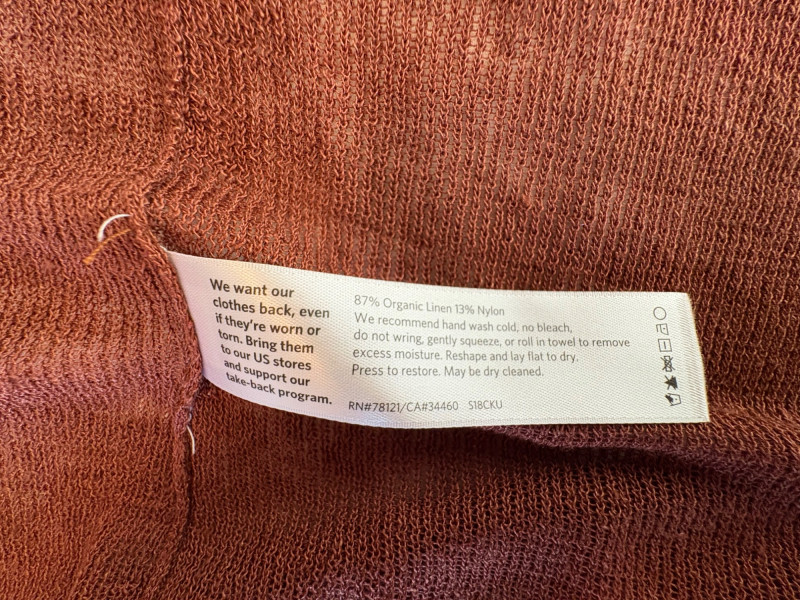 We want our
clothes back, even
if they're worn or
torn. Bring them
to our US stores
and support our
take-back program.
87% Organic Linen 13% Nylon
We recommend hand wash cold, no bleach,
do not wring, gently squeeze, or roll in towel to remove
excess moisture. Reshape and lay flat to dry.
Press to restore. May be dry cleaned.
RN#78121/CA#34460 S18CKU